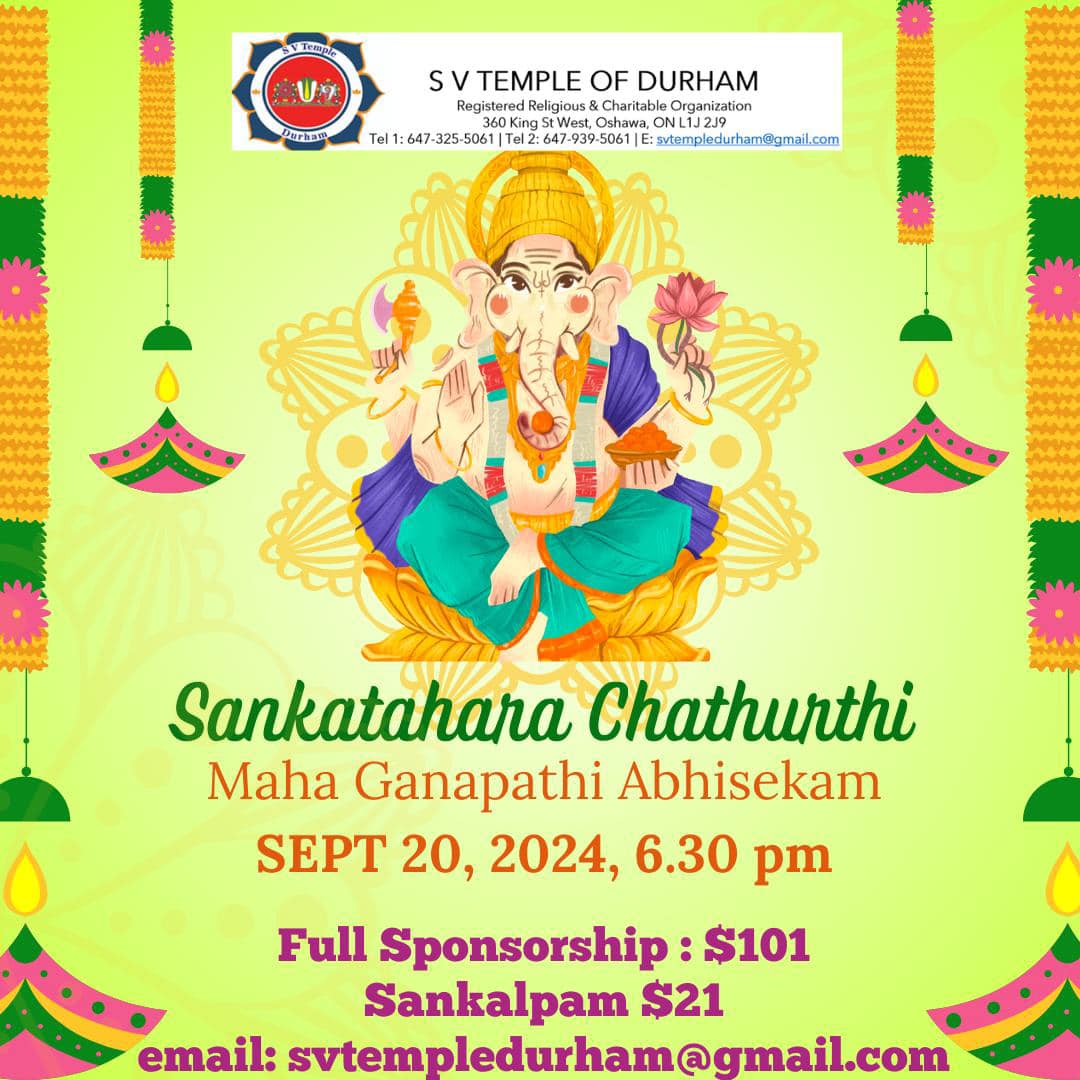 S V Temple
Durham
S V TEMPLE OF DURHAM
Registered Religious & Charitable Organization
360 King St West, Oshawa, ON L1J 2J9
Tel 1: 647-325-5061 | Tel 2: 647-939-5061 | E: svtempledurham@gmail.com
Sankatahara Chathurthi
Maha Ganapathi Abhisekam
SEPT 20, 2024, 6.30 pm
Full Sponsorship : $101
Sankalpam $21
email: svtempledurham@gmail.com